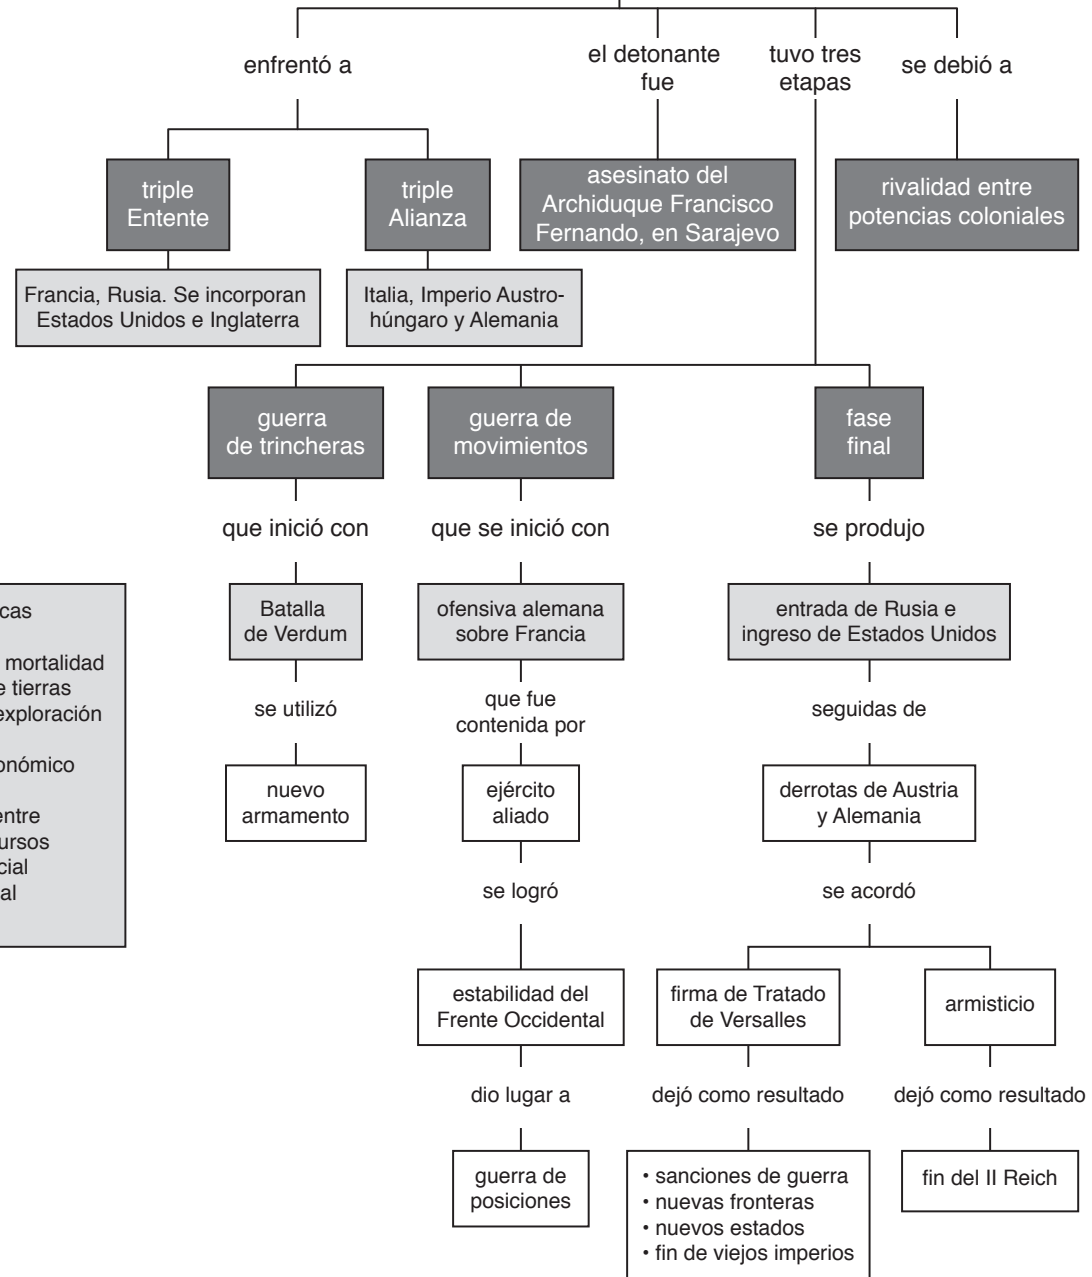 enfrentó a
el detonante
fue
tuvo tres
etapas
se debió a
triple
Entente
triple
Alianza
asesinato del
Archiduque Francisco
Fernando, en Sarajevo
rivalidad entre
potencias coloniales
Francia, Rusia. Se incorporan
Estados Unidos e Inglaterra
Italia, Imperio Austro-
húngaro y Alemania
guerra
de trincheras
guerra de
movimientos
fase
final
que inició con
que se inició con
se produjo
Batalla
de Verdum
ofensiva alemana
sobre Francia
entrada de Rusia e
ingreso de Estados Unidos
mortalidad
tierras
exploración
entre
se utilizó
que fue
contenida por
seguidas de
nuevo
armamento
ejército
aliado
derrotas de Austria
y Alemania
se logró
se acordó
estabilidad del
Frente Occidental
firma de Tratado
de Versalles
armisticio
dio lugar a
dejó como resultado
dejó como resultado
guerra de
posiciones
• sanciones de guerra
• nuevas fronteras
• nuevos estados
• fin de viejos imperios
fin del II Reich